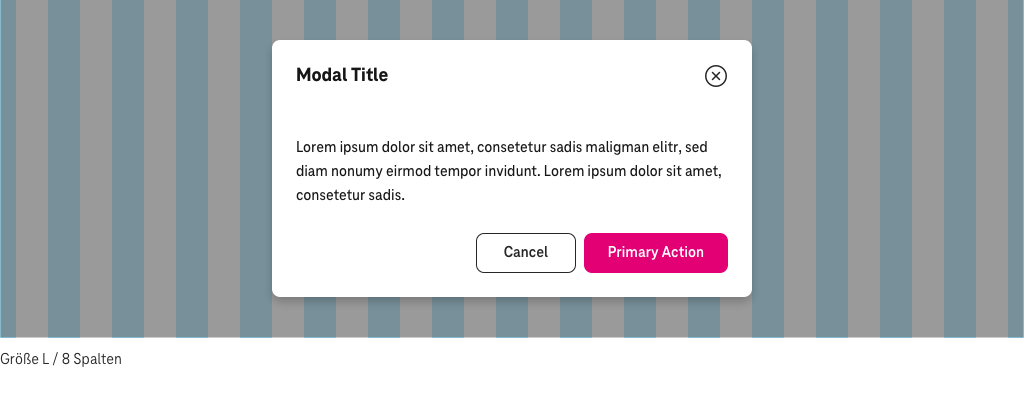 Modal Title
Lorem ipsum dolor sit amet, consetetur sadis maligman elitr, sed
diam nonumy eirmod tempor invidunt. Lorem ipsum dolor sit amet,
consetetur sadis.
Cancel
Primary Action
Größe L / 8 Spalten